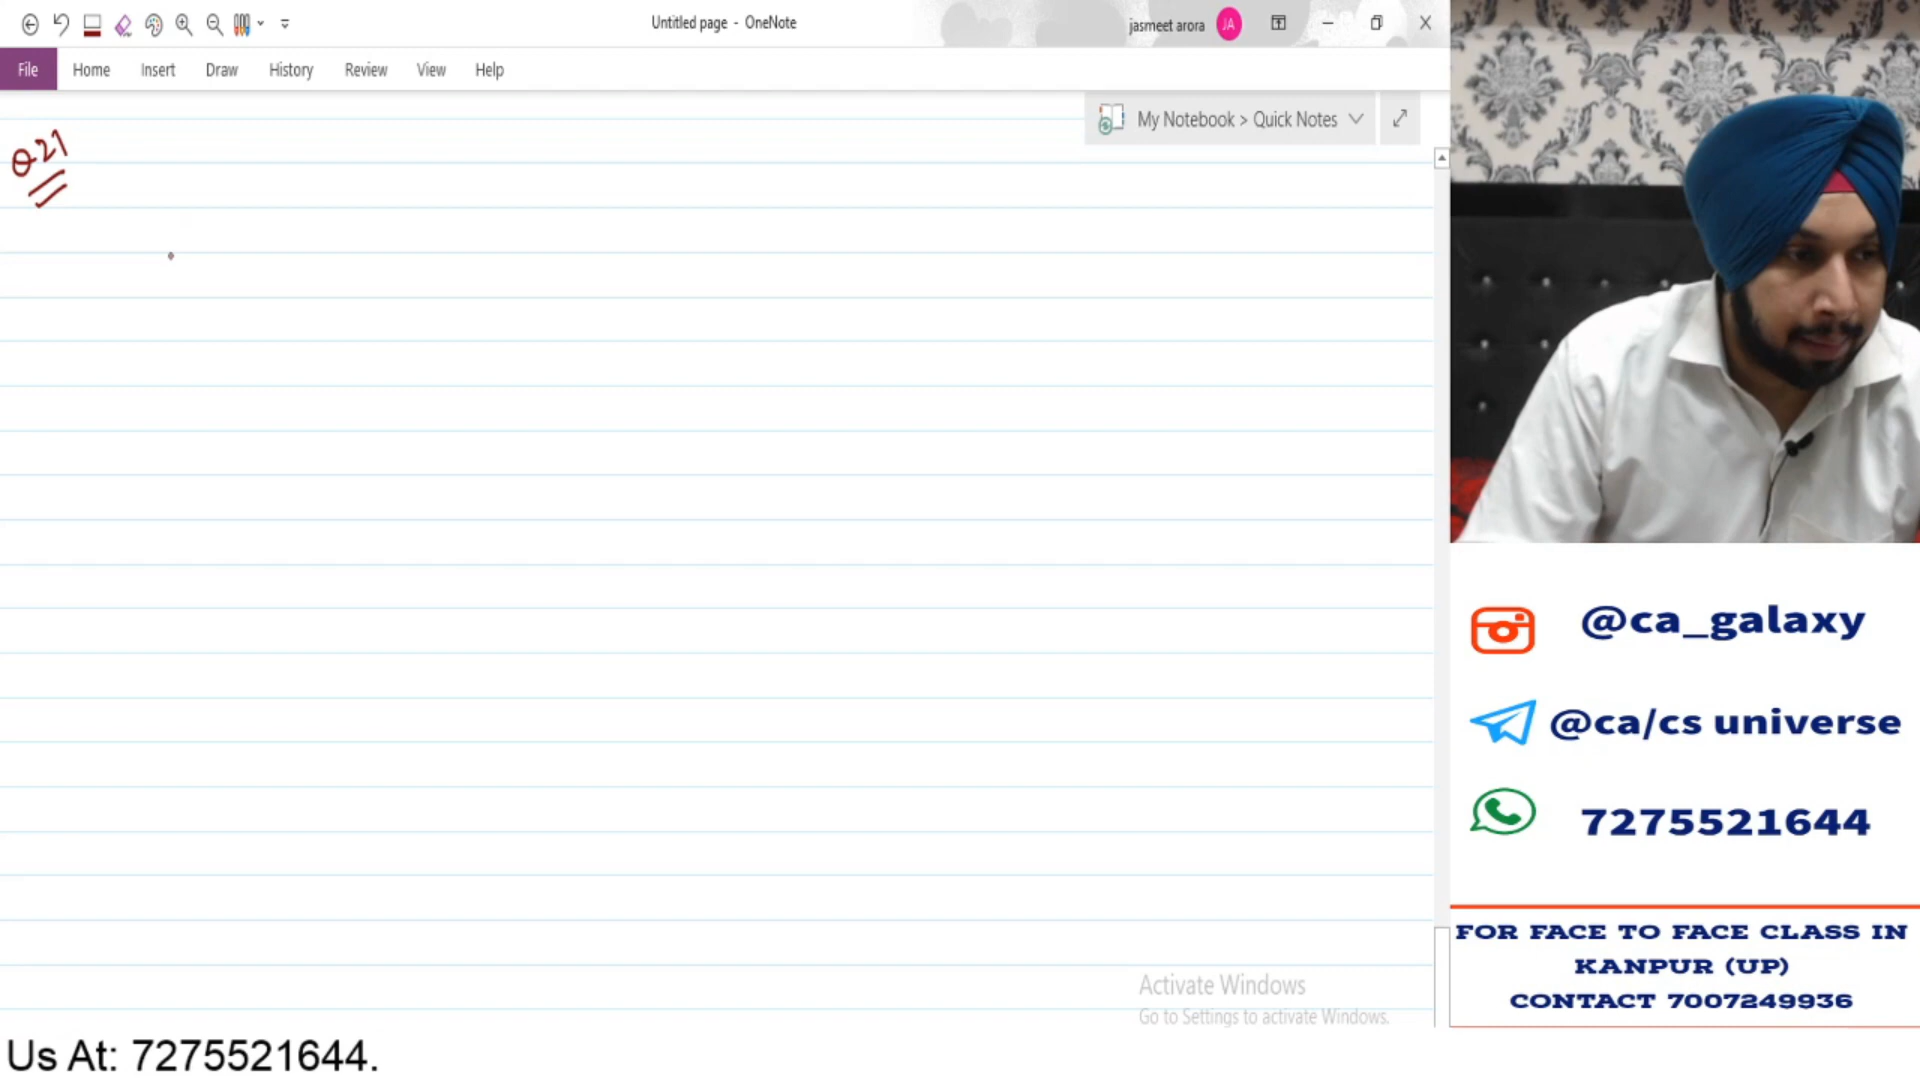 Untitled page - OneNote
jasmeet arora
JA
File
Home
Insert
Draw
History
Review
View
Help
My Notebook > Quick Notes
Q21
@ca_galaxy
@ca/cs universe
7275521644
FOR FACE TO FACE CLASS IN
KANPUR (UP)
CONTACT 7007249936
Activate Windows
Go to Settings to activate Windows.
Us At: 7275521644.